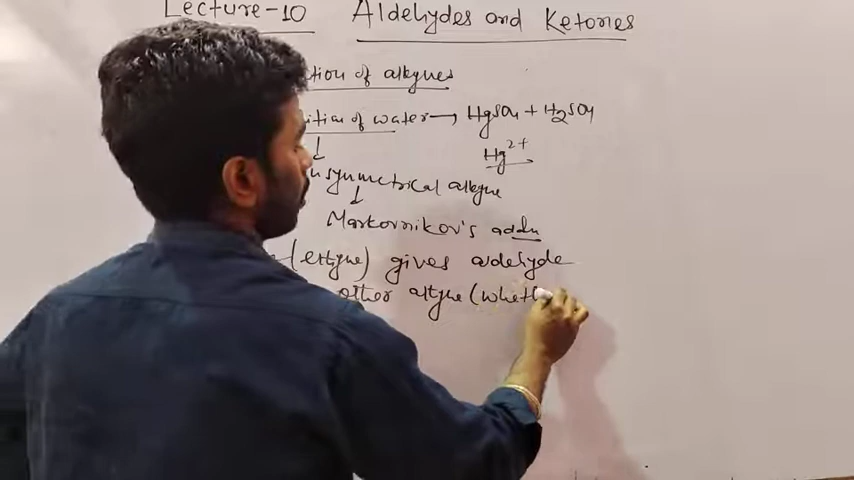 Lecture-10 Aldehydes and Ketones
tion of alkynes
ition of water → HgSO4 + H2SO4
Hg2+
↓
nsymmetrical alkyne
↓
Markovnikov's addn
(ethyne) gives aldehyde
other alkyne (wheth